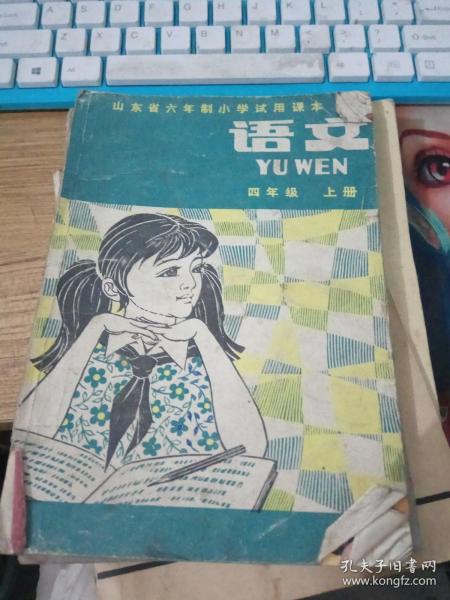 山东省六年制小学试用课本
语文
YU WEN
四年级 上册
孔夫子旧书网
www.kongfz.com